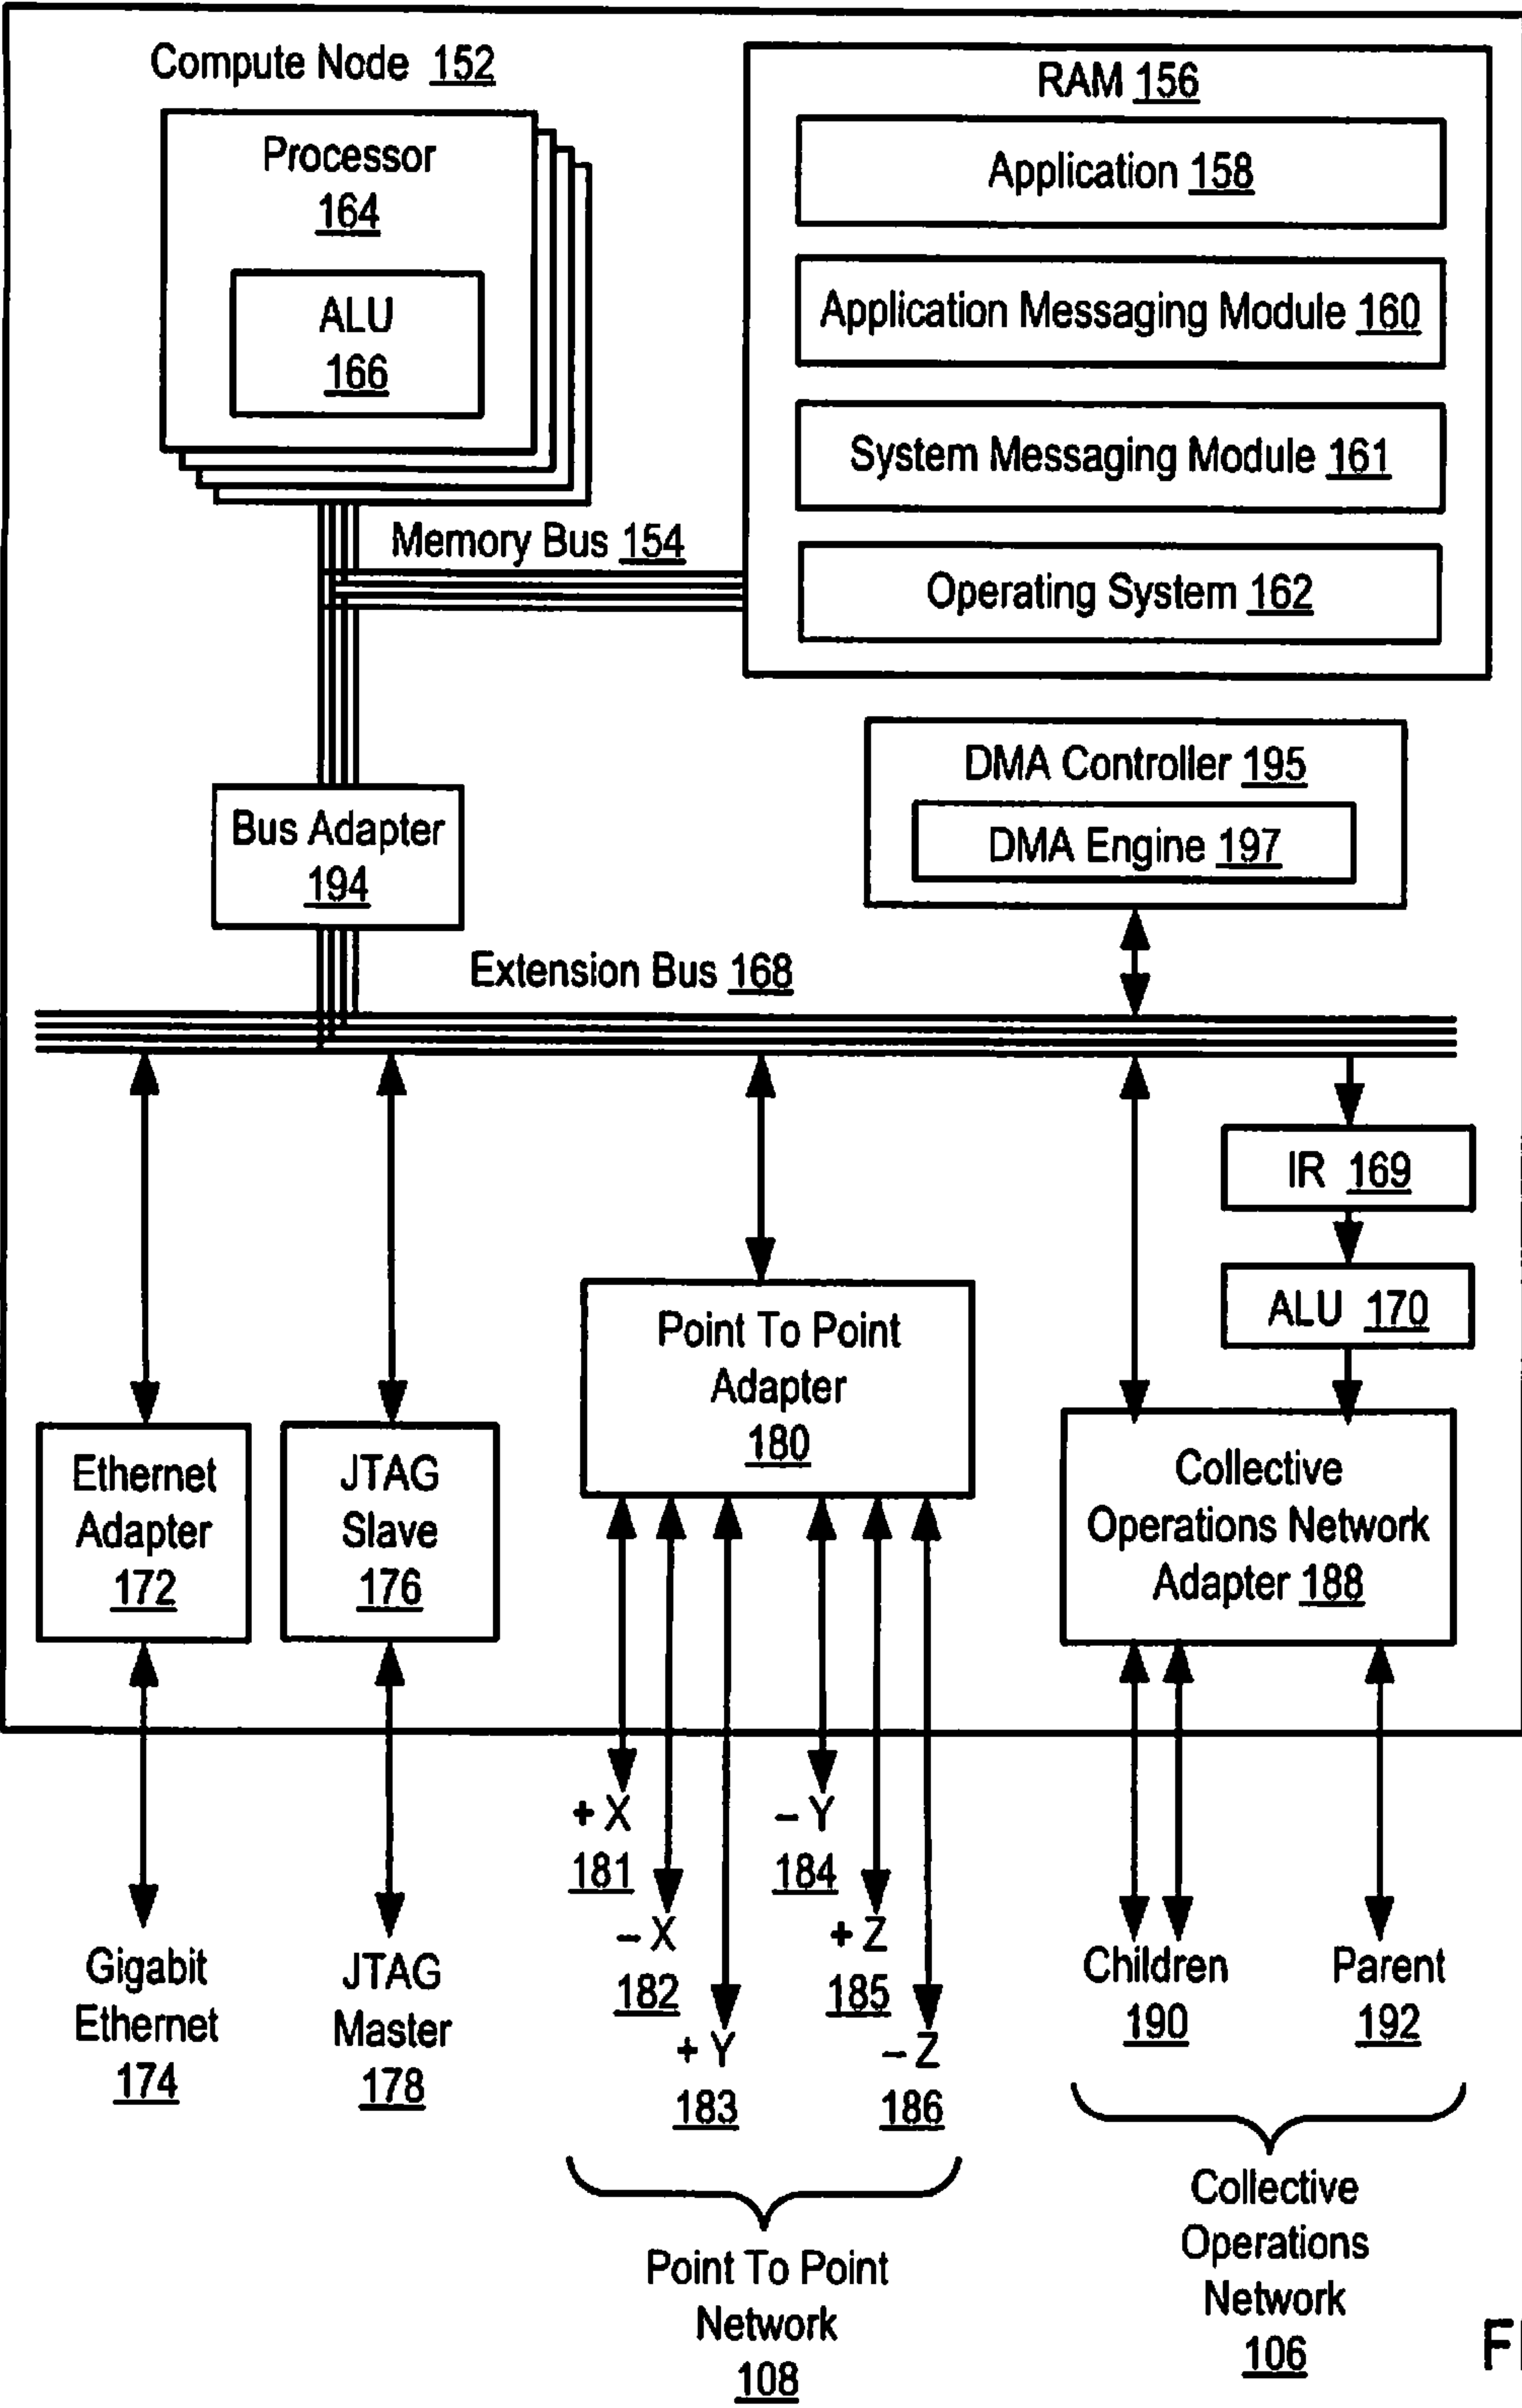 Compute Node 152
Processor
164
ALU
166
RAM 156
Application 158
Application Messaging Module 160
System Messaging Module 161
Operating System 162
Memory Bus 154
DMA Controller 195
DMA Engine 197
Bus Adapter
194
Extension Bus 168
IR 169
ALU 170
Point To Point
Adapter
180
Ethernet
Adapter
172
JTAG
Slave
176
Collective
Operations Network
Adapter 188
+ X
181
– X
182
+ Y
183
– Y
184
+ Z
185
– Z
186
Gigabit
Ethernet
174
JTAG
Master
178
Children
190
Parent
192
Point To Point
Network
108
Collective
Operations
Network
106